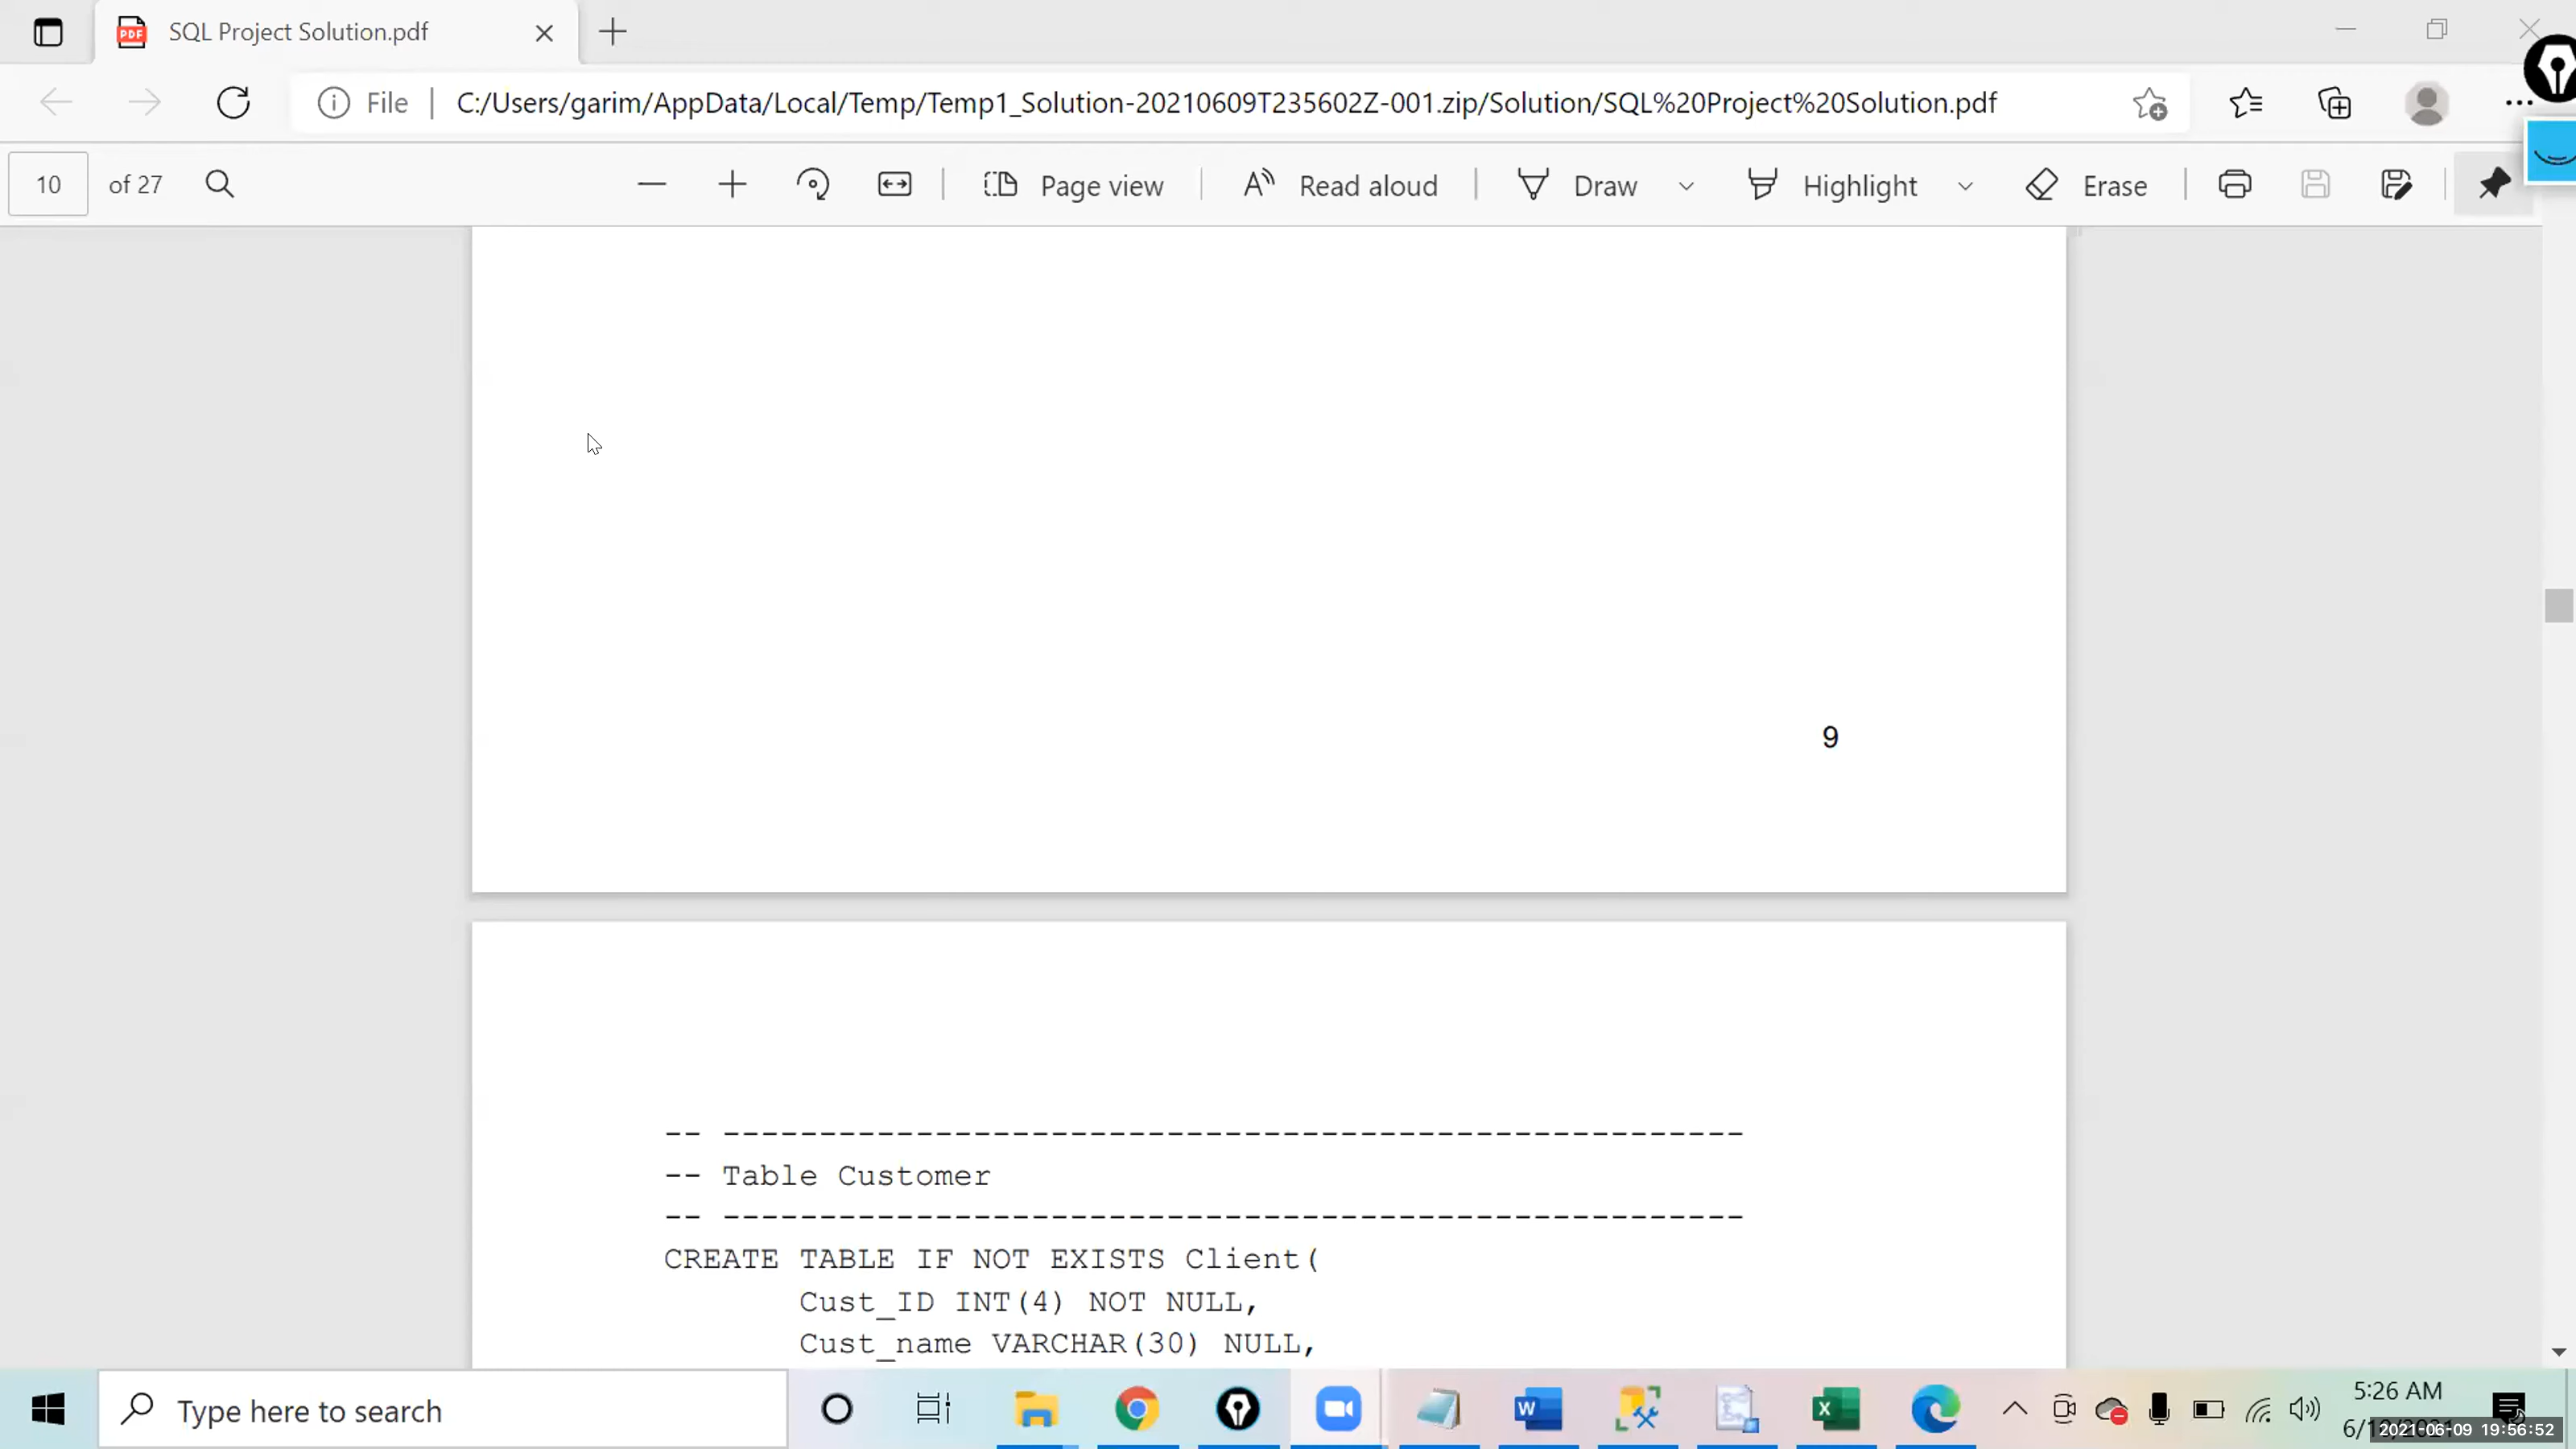 SQL Project Solution.pdf
File
C:/Users/garim/AppData/Local/Temp/Temp1_Solution-20210609T235602Z-001.zip/Solution/SQL%20Project%20Solution.pdf
10 of 27
Page view
Read aloud
Draw
Highlight
Erase
9
-- -----------------------------------------------------
-- Table Customer
-- -----------------------------------------------------
CREATE TABLE IF NOT EXISTS Client(
Cust_ID INT(4) NOT NULL,
Cust_name VARCHAR(30) NULL,
Type here to search
5:26 AM
2021-06-09 19:56:52